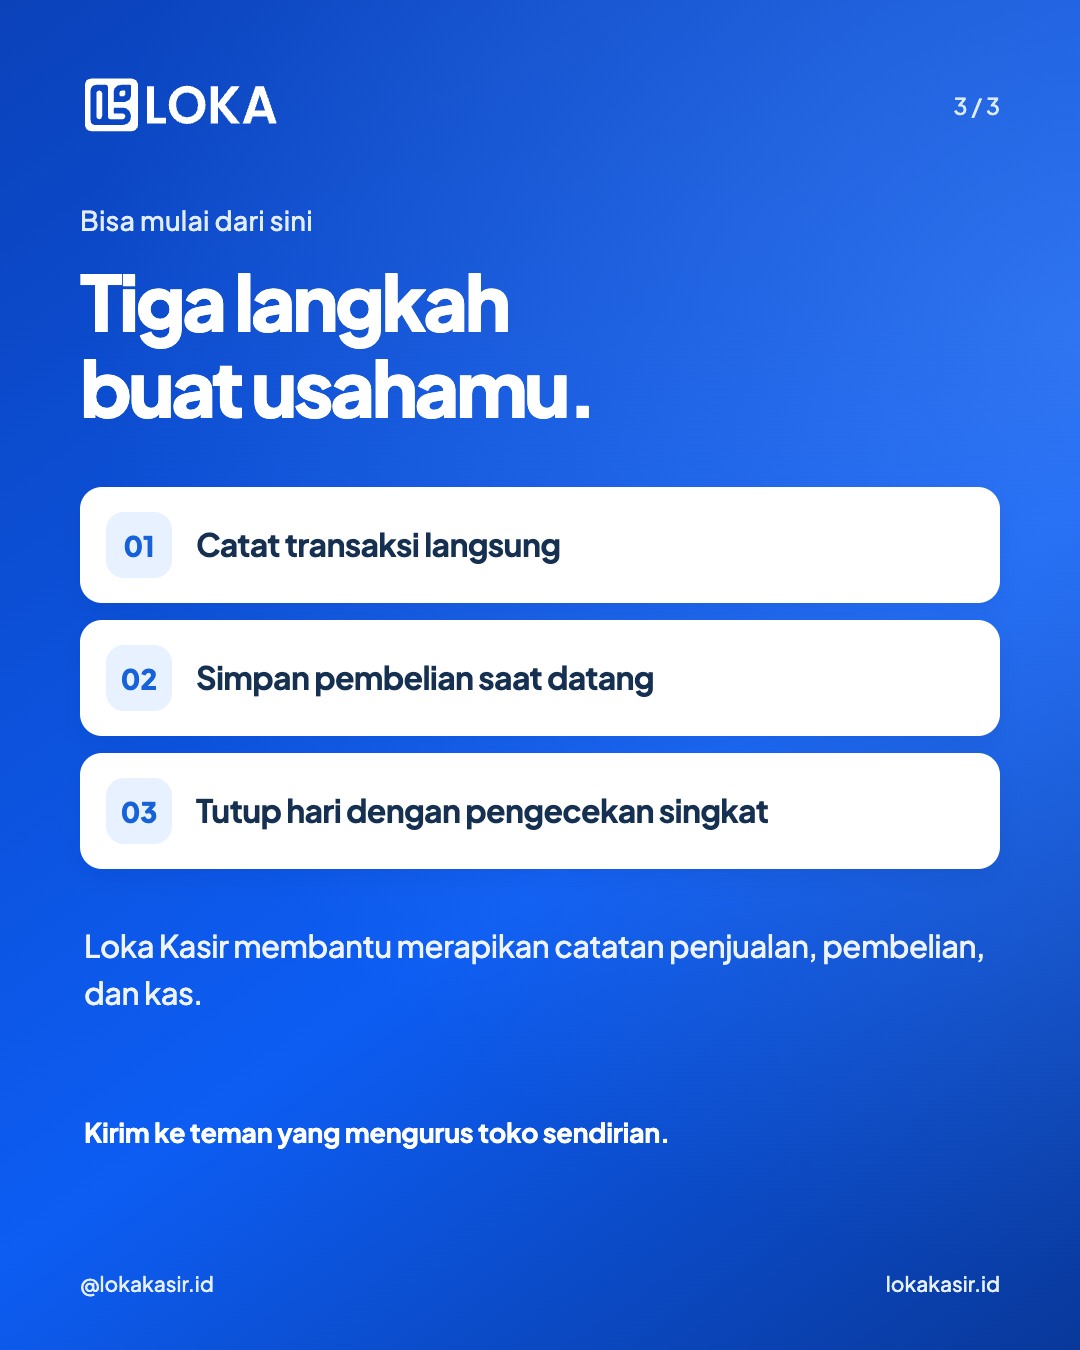 LOKA
3 / 3
Bisa mulai dari sini
Tiga langkah
buat usahamu.
01 Catat transaksi langsung
02 Simpan pembelian saat datang
03 Tutup hari dengan pengecekan singkat
Loka Kasir membantu merapikan catatan penjualan, pembelian,
dan kas.
Kirim ke teman yang mengurus toko sendirian.
@lokakasir.id
lokakasir.id